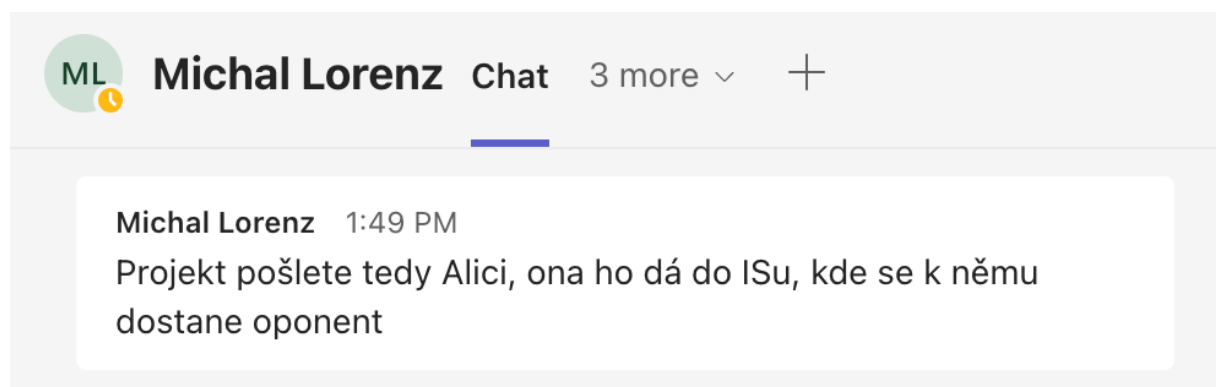 ML Michal Lorenz Chat 3 more
Michal Lorenz 1:49 PM
Projekt pošlete tedy Alici, ona ho dá do ISu, kde se k němu
dostane oponent